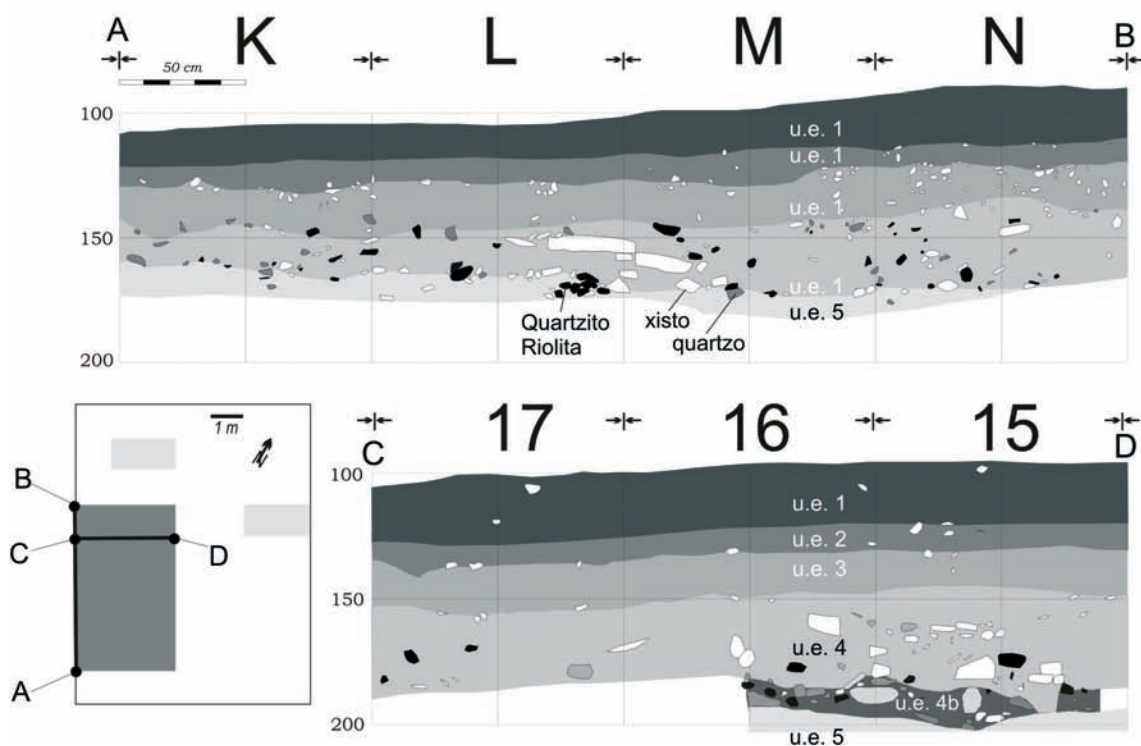 A K L M N B
50 cm
100
150
200
u.e. 1
u.e. 1
u.e. 1
u.e. 1
u.e. 5
Quartzito
Riolita
xisto
quartzo
1 m
N
B
C
D
A
C 17 16 15 D
100
150
200
u.e. 1
u.e. 2
u.e. 3
u.e. 4
u.e. 4b
u.e. 5